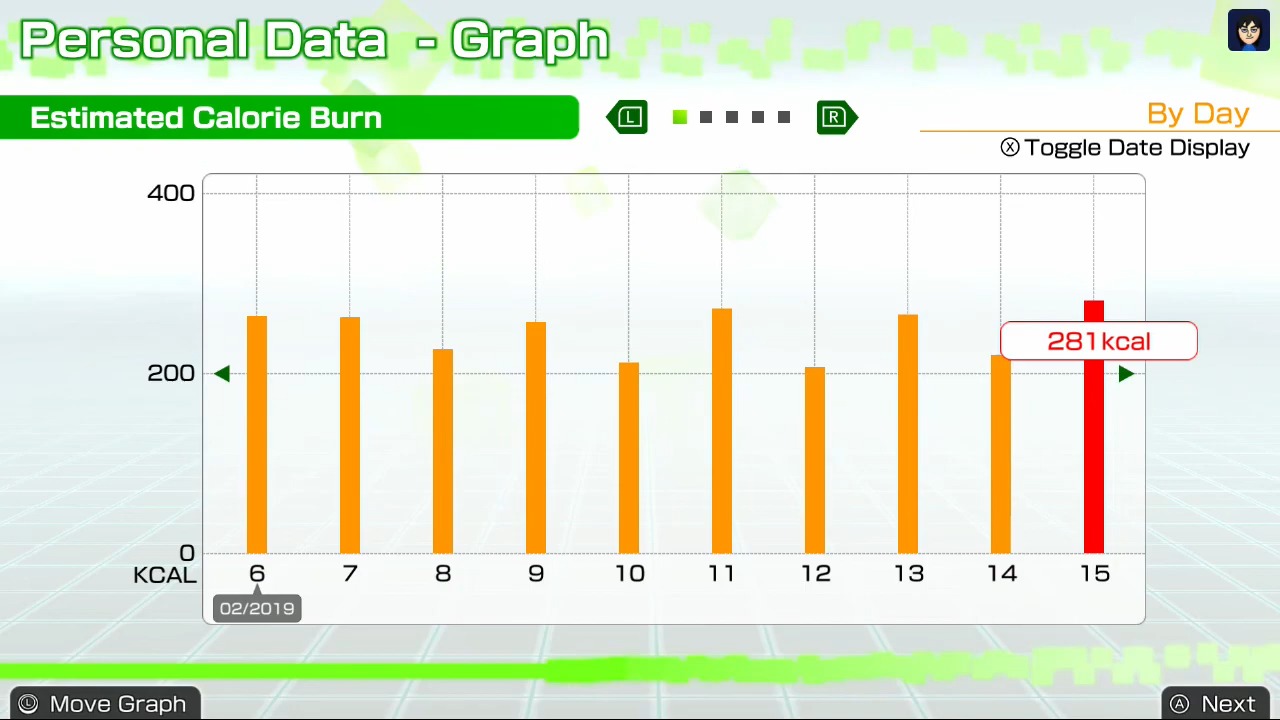 Personal Data - Graph
Estimated Calorie Burn
L
R
By Day
X Toggle Date Display
400
200
0
281kcal
KCAL 6 7 8 9 10 11 12 13 14 15
02/2019
L Move Graph
A Next